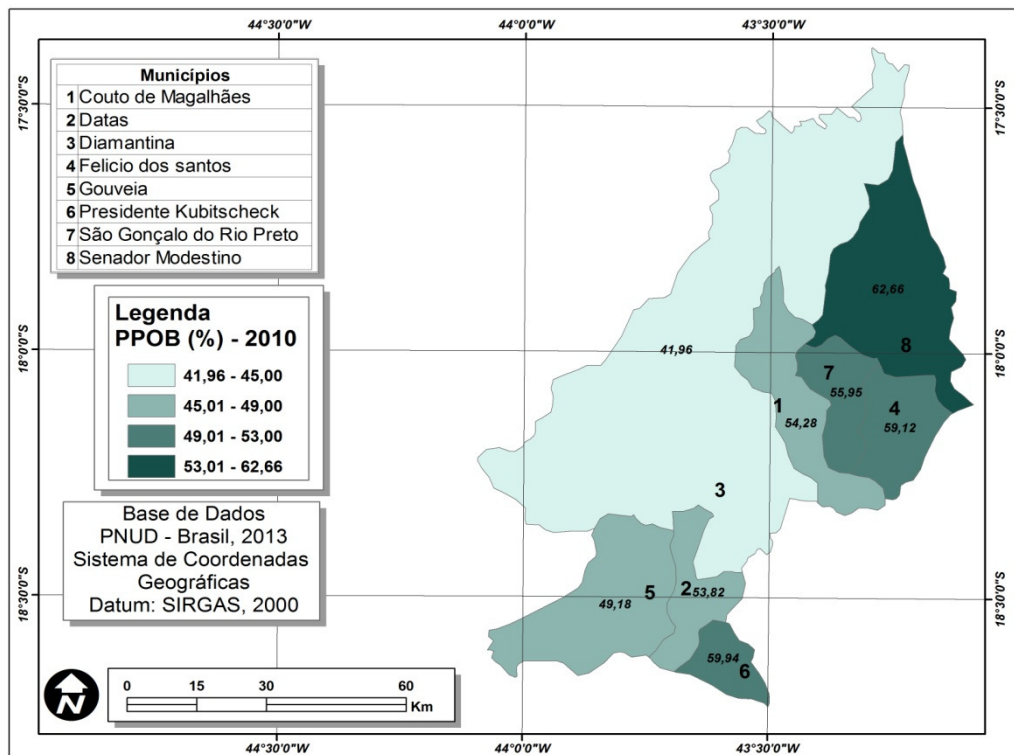 44°30'0"W
44°0'0"W
43°30'0"W
17°30'0"S
18°0'0"S
18°30'0"S
Municípios
1 Couto de Magalhães
2 Datas
3 Diamantina
4 Felicio dos santos
5 Gouveia
6 Presidente Kubitscheck
7 São Gonçalo do Rio Preto
8 Senador Modestino
Legenda
PPOB (%) - 2010
41,96 - 45,00
45,01 - 49,00
49,01 - 53,00
53,01 - 62,66
Base de Dados
PNUD - Brasil, 2013
Sistema de Coordenadas
Geográficas
Datum: SIRGAS, 2000
N
0 15 30 60
Km
62,66
8
41,96
7
55,95
1
54,28
4
59,12
3
5
49,18
2
53,82
59,94
6
17°30'0"S
18°0'0"S
18°30'0"S
44°30'0"W
44°0'0"W
43°30'0"W